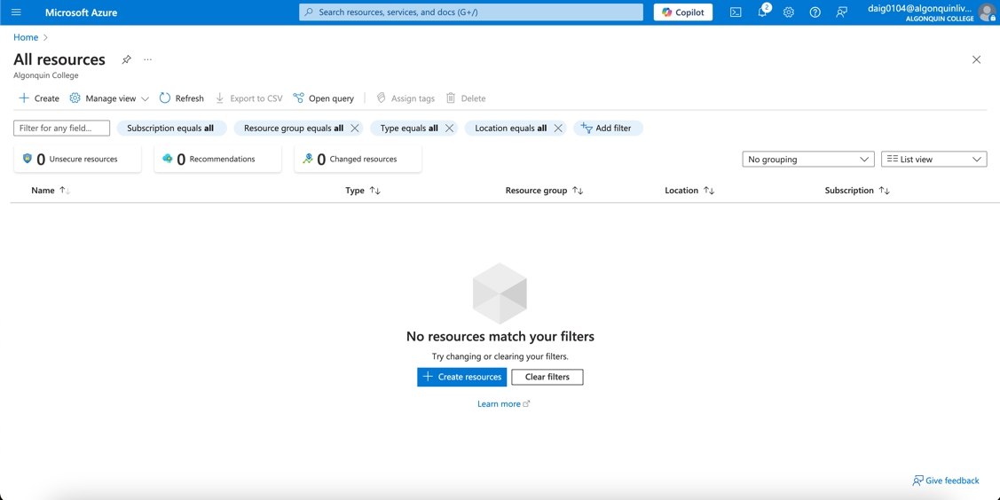 Microsoft Azure
Search resources, services, and docs (G+/)
Copilot
2
daig0104@algonquinliv...
ALGONQUIN COLLEGE
Home
All resources
...
Algonquin College
Create
Manage view
Refresh
Export to CSV
Open query
Assign tags
Delete
Filter for any field...
Subscription equals all
Resource group equals all
Type equals all
Location equals all
Add filter
0 Unsecure resources
0 Recommendations
0 Changed resources
No grouping
List view
Name
Type
Resource group
Location
Subscription
No resources match your filters
Try changing or clearing your filters.
Create resources
Clear filters
Learn more
Give feedback